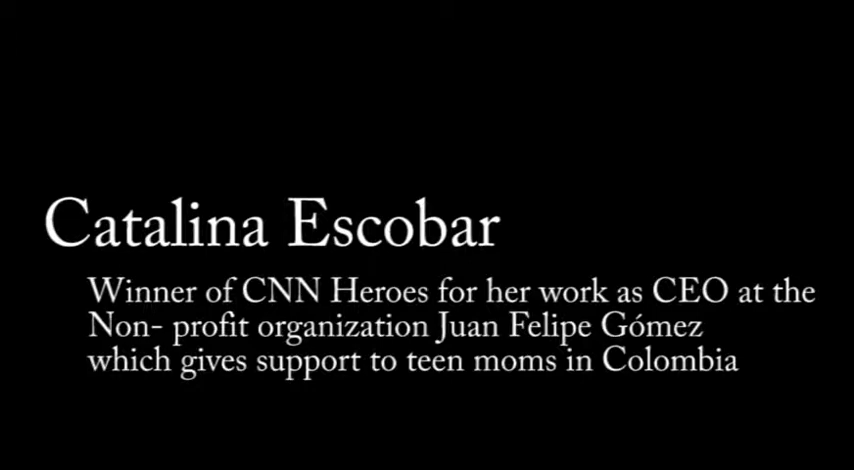 Catalina Escobar
Winner of CNN Heroes for her work as CEO at the
Non- profit organization Juan Felipe Gómez
which gives support to teen moms in Colombia